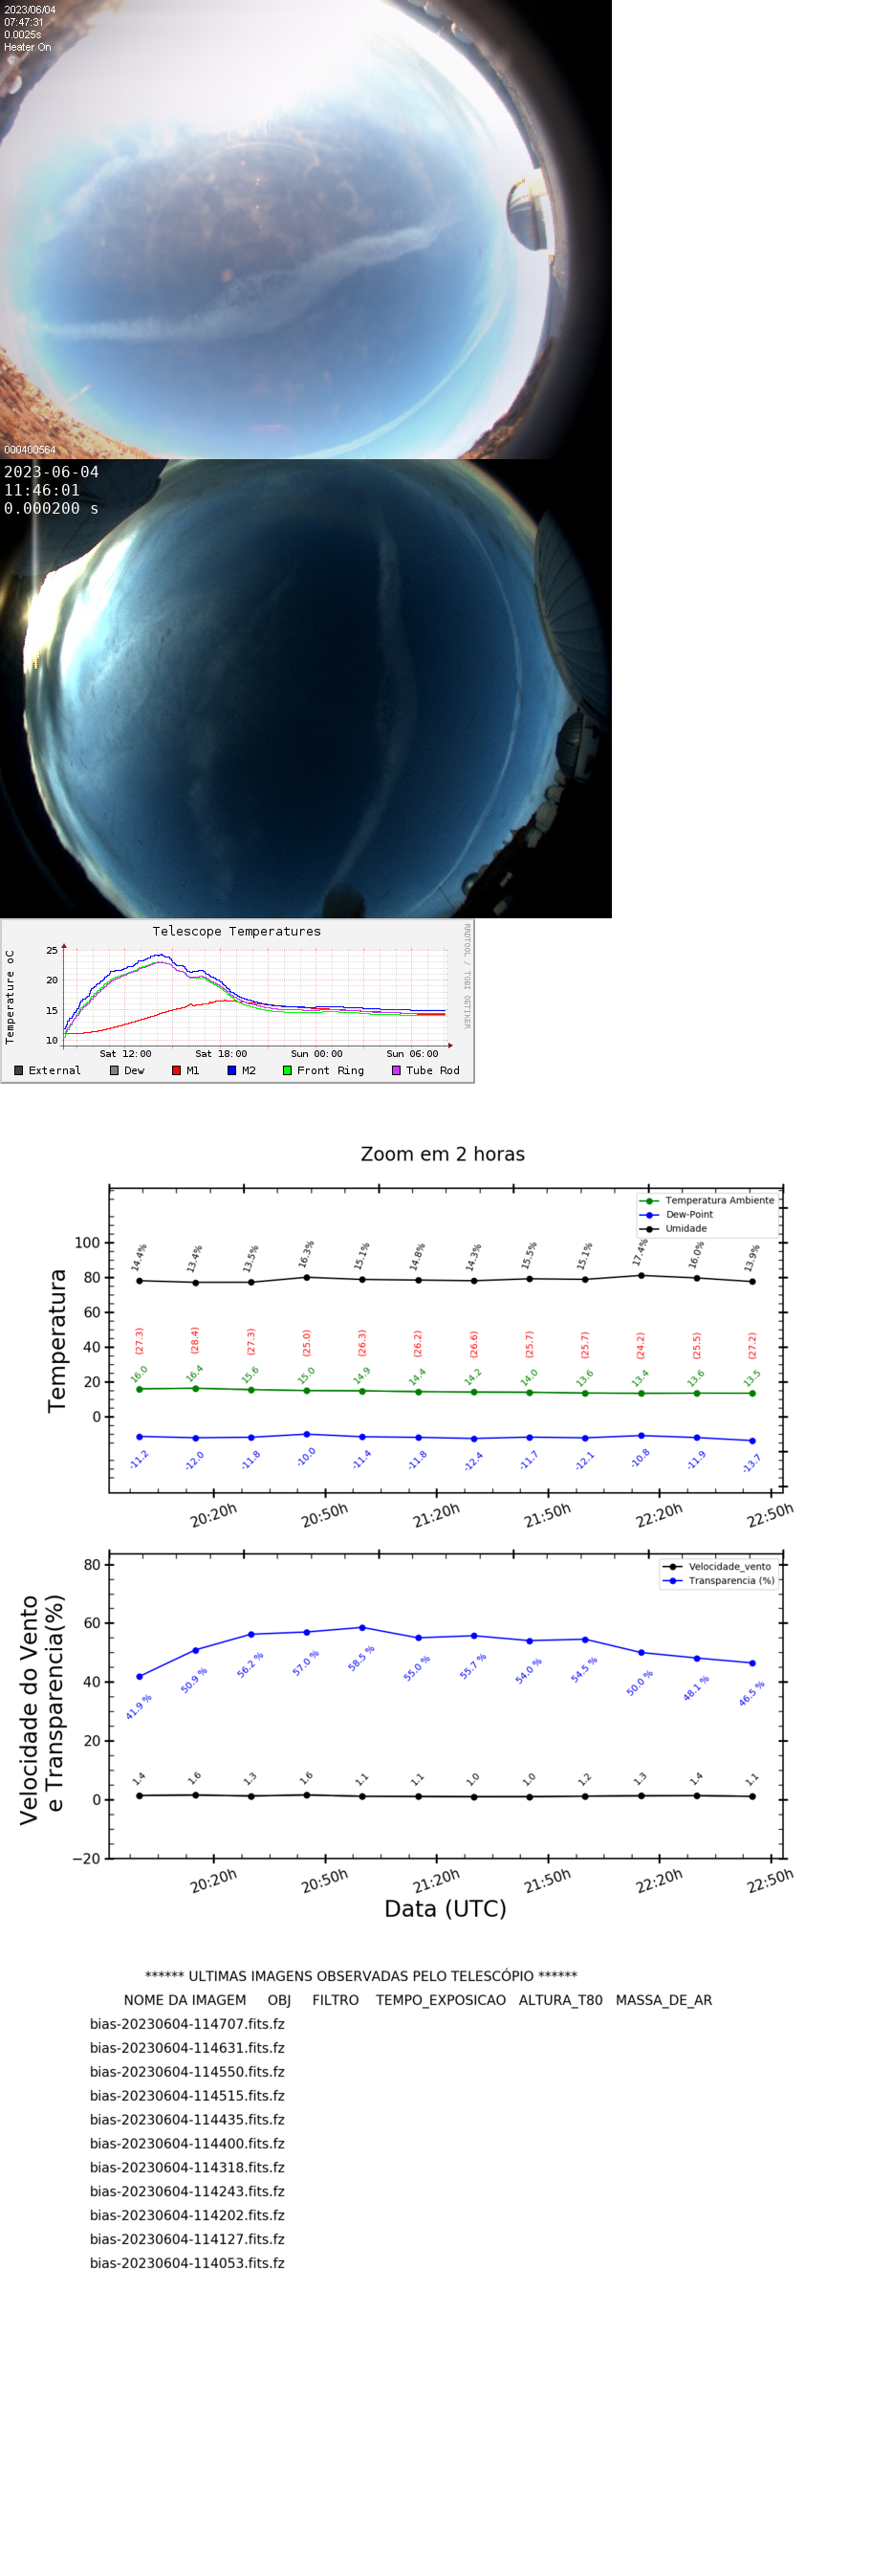 2023/06/04
07:47:31
0.0025s
Heater On
000400564
2023-06-04
11:46:01
0.000200 s
Telescope Temperatures
RRDTOOL / TOBI OETIKER
Temperature oC
25
20
15
10
Sat 12:00 Sat 18:00 Sun 00:00 Sun 06:00
External Dew M1 M2 Front Ring Tube Rod
Zoom em 2 horas
Temperatura Ambiente
Dew-Point
Umidade
Temperatura
100
80
60
40
20
0
14.4% 13.4% 13.5% 16.3% 15.1% 14.8% 14.3% 15.5% 15.1% 17.4% 16.0% 13.9%
(27.3) (28.4) (27.3) (25.0) (26.3) (26.2) (26.6) (25.7) (25.7) (24.2) (25.5) (27.2)
16.0 16.4 15.6 15.0 14.9 14.4 14.2 14.0 13.6 13.4 13.6 13.5
-11.2 -12.0 -11.8 -10.0 -11.4 -11.8 -12.4 -11.7 -12.1 -10.8 -11.9 -13.7
20:20h 20:50h 21:20h 21:50h 22:20h 22:50h
Velocidade_vento
Transparencia (%)
Velocidade do Vento
e Transparencia(%)
80
60
40
20
0
−20
41.9 % 50.9 % 56.2 % 57.0 % 58.5 % 55.0 % 55.7 % 54.0 % 54.5 % 50.0 % 48.1 % 46.5 %
1.4 1.6 1.3 1.6 1.1 1.1 1.0 1.0 1.2 1.3 1.4 1.1
20:20h 20:50h 21:20h 21:50h 22:20h 22:50h
Data (UTC)
****** ULTIMAS IMAGENS OBSERVADAS PELO TELESCÓPIO ******
NOME DA IMAGEM OBJ FILTRO TEMPO_EXPOSICAO ALTURA_T80 MASSA_DE_AR
bias-20230604-114707.fits.fz
bias-20230604-114631.fits.fz
bias-20230604-114550.fits.fz
bias-20230604-114515.fits.fz
bias-20230604-114435.fits.fz
bias-20230604-114400.fits.fz
bias-20230604-114318.fits.fz
bias-20230604-114243.fits.fz
bias-20230604-114202.fits.fz
bias-20230604-114127.fits.fz
bias-20230604-114053.fits.fz